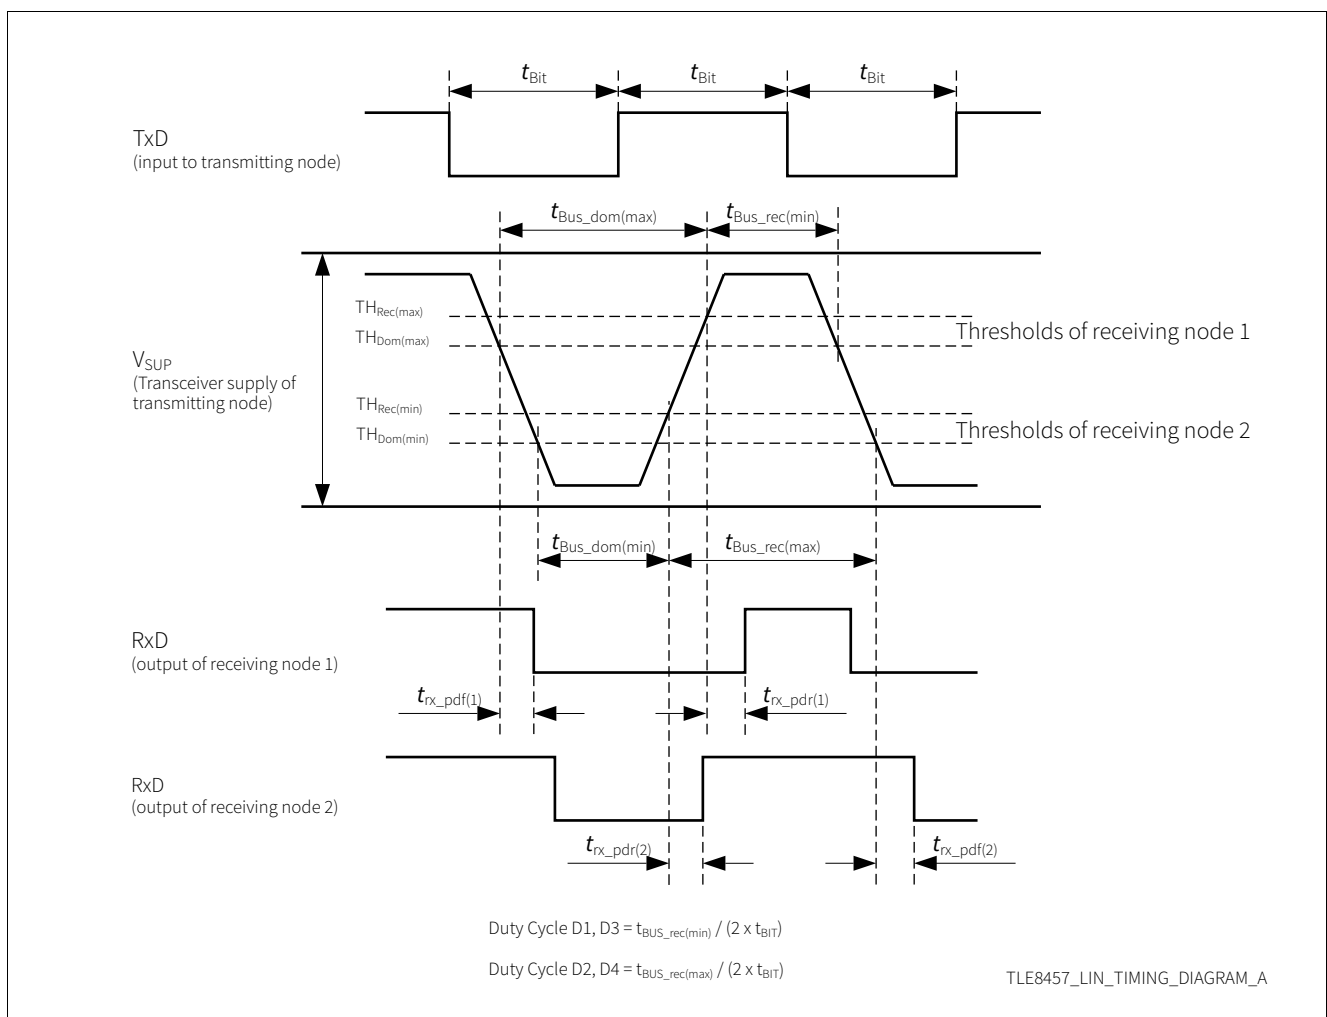 tBit tBit tBit
TxD
(input to transmitting node)
tBus_dom(max) tBus_rec(min)
THRec(max)
THDom(max)
Thresholds of receiving node 1
VSUP
(Transceiver supply of
transmitting node)
THRec(min)
THDom(min)
Thresholds of receiving node 2
tBus_dom(min) tBus_rec(max)
RxD
(output of receiving node 1)
trx_pdf(1) trx_pdr(1)
RxD
(output of receiving node 2)
trx_pdr(2) trx_pdf(2)
Duty Cycle D1, D3 = tBUS_rec(min) / (2 x tBIT)
Duty Cycle D2, D4 = tBUS_rec(max) / (2 x tBIT)
TLE8457_LIN_TIMING_DIAGRAM_A